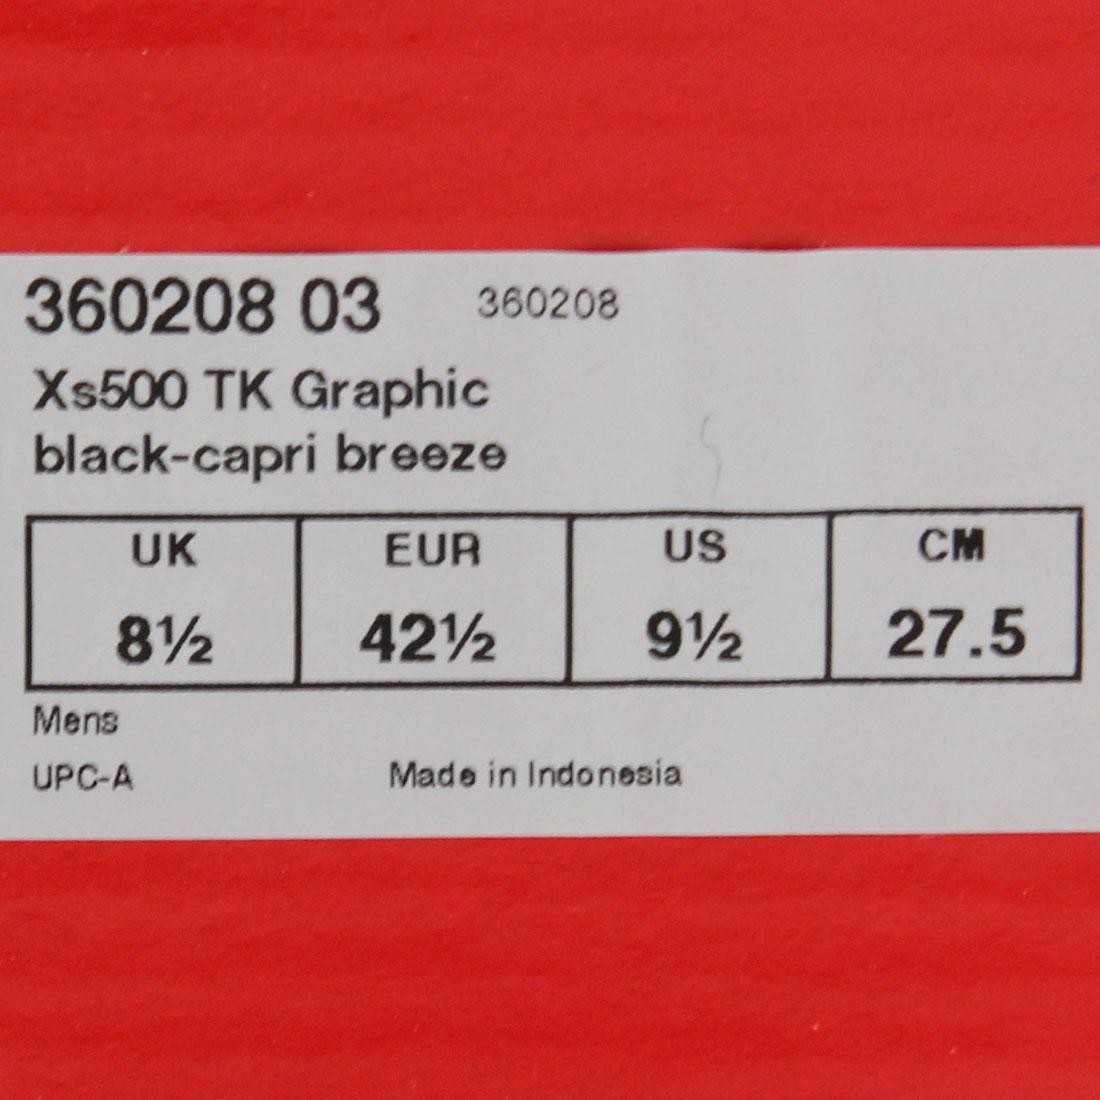 360208 03 360208
Xs500 TK Graphic
black-capri breeze
UK EUR US CM
8½ 42½ 9½ 27.5
Mens
UPC-A Made in Indonesia